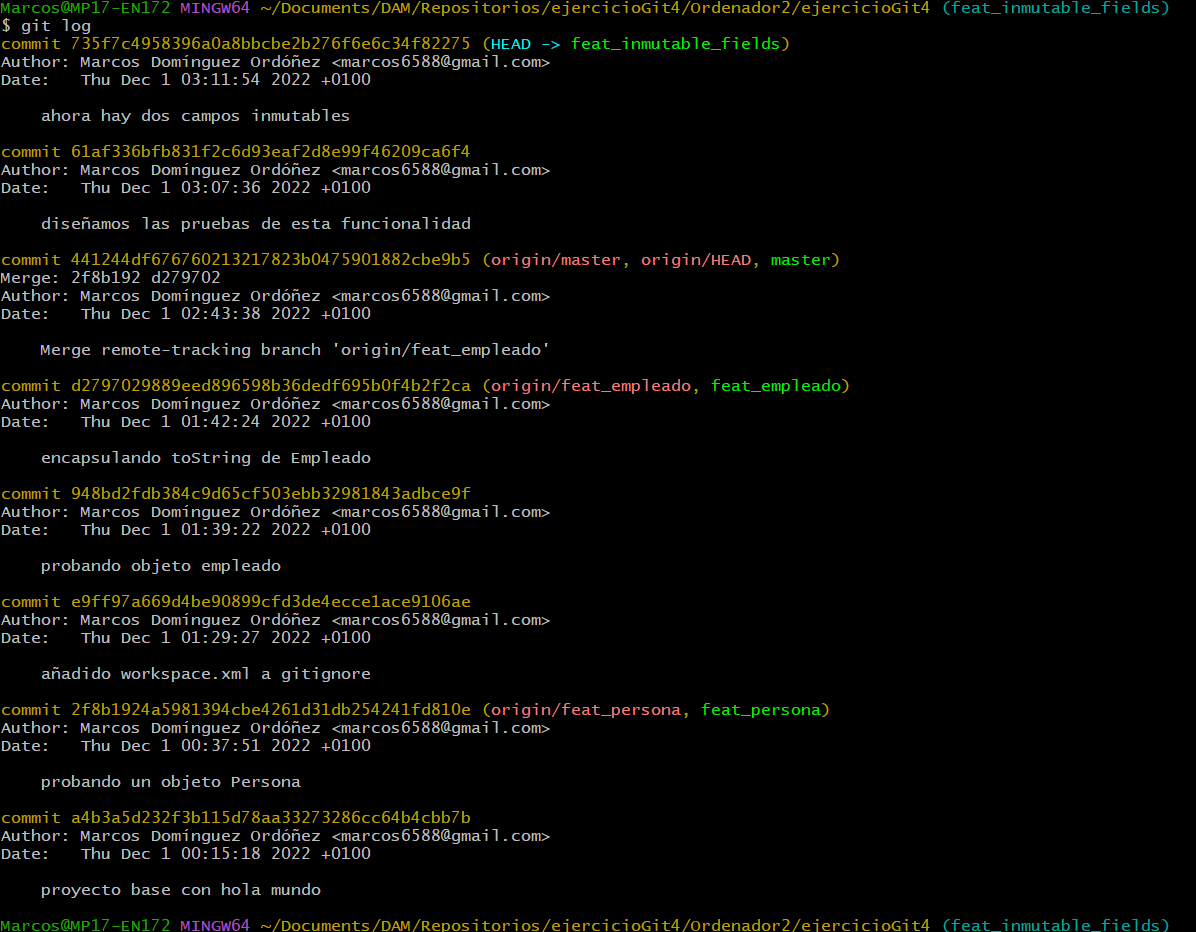 Marcos@MP17-EN172 MINGW64 ~/Documents/DAM/Repositorios/ejercicioGit4/Ordenador2/ejercicioGit4 (feat_inmutable_fields)
$ git log
commit 735f7c4958396a0a8bbcbe2b276f6e6c34f82275 (HEAD -> feat_inmutable_fields)
Author: Marcos Domínguez Ordóñez <marcos6588@gmail.com>
Date:   Thu Dec 1 03:11:54 2022 +0100
ahora hay dos campos inmutables
commit 61af336bfb831f2c6d93eaf2d8e99f46209ca6f4
Author: Marcos Domínguez Ordóñez <marcos6588@gmail.com>
Date:   Thu Dec 1 03:07:36 2022 +0100
diseñamos las pruebas de esta funcionalidad
commit 441244df676760213217823b0475901882cbe9b5 (origin/master, origin/HEAD, master)
Merge: 2f8b192 d279702
Author: Marcos Domínguez Ordóñez <marcos6588@gmail.com>
Date:   Thu Dec 1 02:43:38 2022 +0100
Merge remote-tracking branch 'origin/feat_empleado'
commit d2797029889eed896598b36dedf695b0f4b2f2ca (origin/feat_empleado, feat_empleado)
Author: Marcos Domínguez Ordóñez <marcos6588@gmail.com>
Date:   Thu Dec 1 01:42:24 2022 +0100
encapsulando toString de Empleado
commit 948bd2fdb384c9d65cf503ebb32981843adbce9f
Author: Marcos Domínguez Ordóñez <marcos6588@gmail.com>
Date:   Thu Dec 1 01:39:22 2022 +0100
probando objeto empleado
commit e9ff97a669d4be90899cfd3de4ecce1ace9106ae
Author: Marcos Domínguez Ordóñez <marcos6588@gmail.com>
Date:   Thu Dec 1 01:29:27 2022 +0100
añadido workspace.xml a gitignore
commit 2f8b1924a5981394cbe4261d31db254241fd810e (origin/feat_persona, feat_persona)
Author: Marcos Domínguez Ordóñez <marcos6588@gmail.com>
Date:   Thu Dec 1 00:37:51 2022 +0100
probando un objeto Persona
commit a4b3a5d232f3b115d78aa33273286cc64b4cbb7b
Author: Marcos Domínguez Ordóñez <marcos6588@gmail.com>
Date:   Thu Dec 1 00:15:18 2022 +0100
proyecto base con hola mundo
Marcos@MP17-EN172 MINGW64 ~/Documents/DAM/Repositorios/ejercicioGit4/Ordenador2/ejercicioGit4 (feat_inmutable_fields)